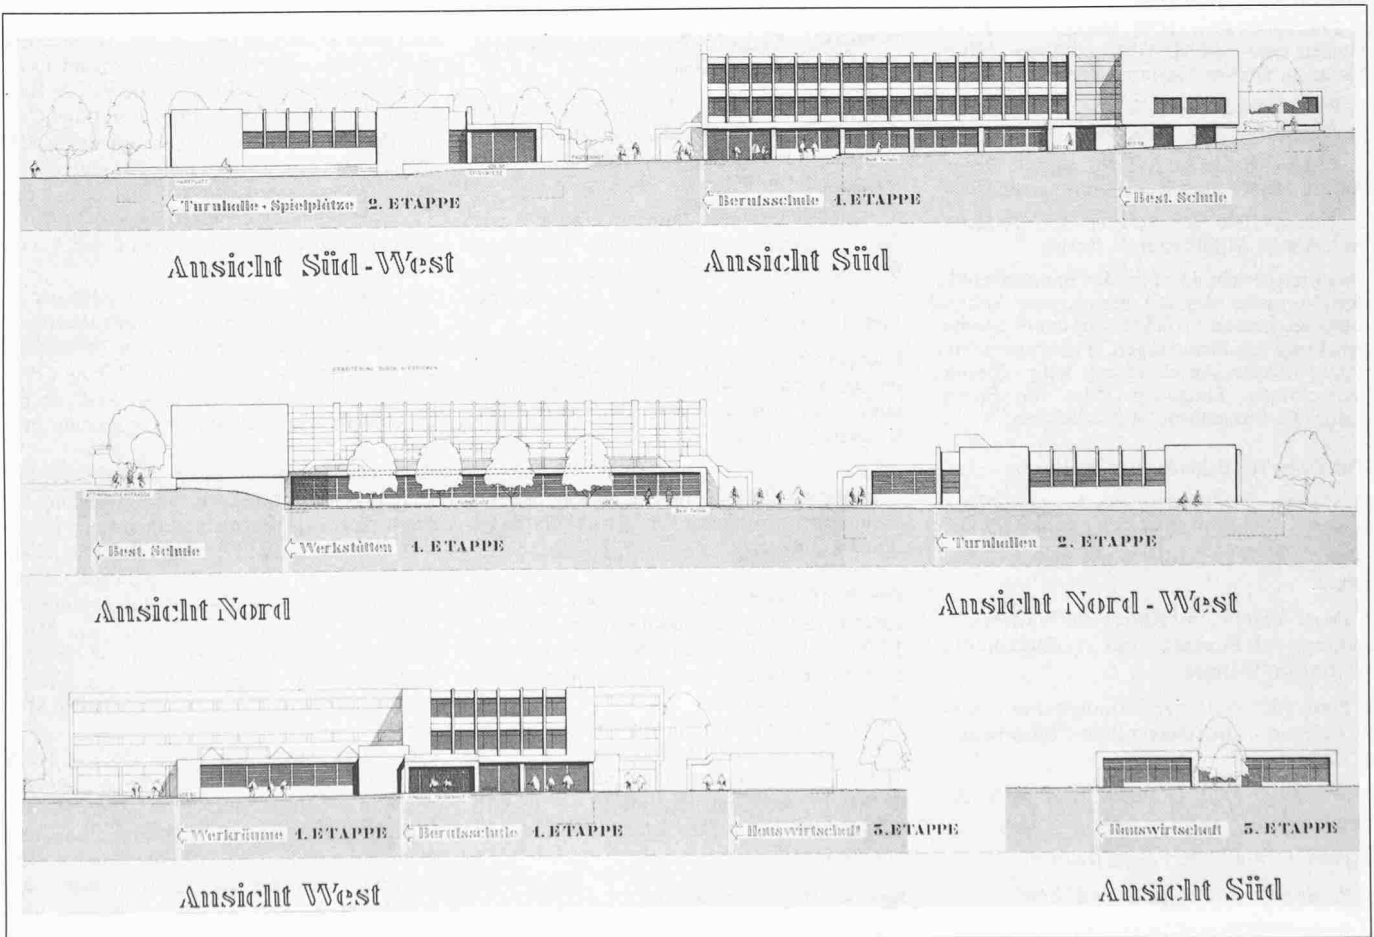 Turnhalle + Spielplätze 2. ETAPPE
Berufsschule 1. ETAPPE
Best. Schule
Ansicht Süd-West
Ansicht Süd
Best. Schule
Werkstätten 1. ETAPPE
Turnhallen 2. ETAPPE
Ansicht Nord
Ansicht Nord-West
Werkräume 1. ETAPPE
Berufsschule 1. ETAPPE
Hauswirtschaft 3. ETAPPE
Hauswirtschaft 3. ETAPPE
Ansicht West
Ansicht Süd